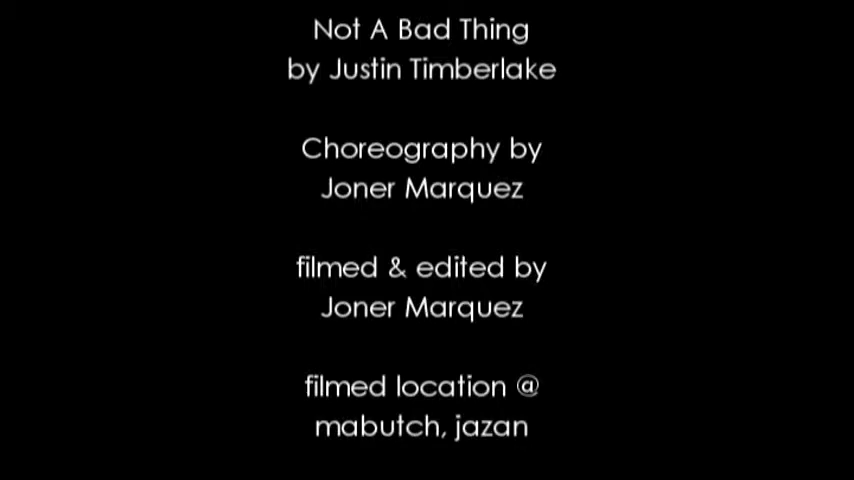 Not A Bad Thing
by Justin Timberlake
Choreography by
Joner Marquez
filmed & edited by
Joner Marquez
filmed location @
mabutch, jazan